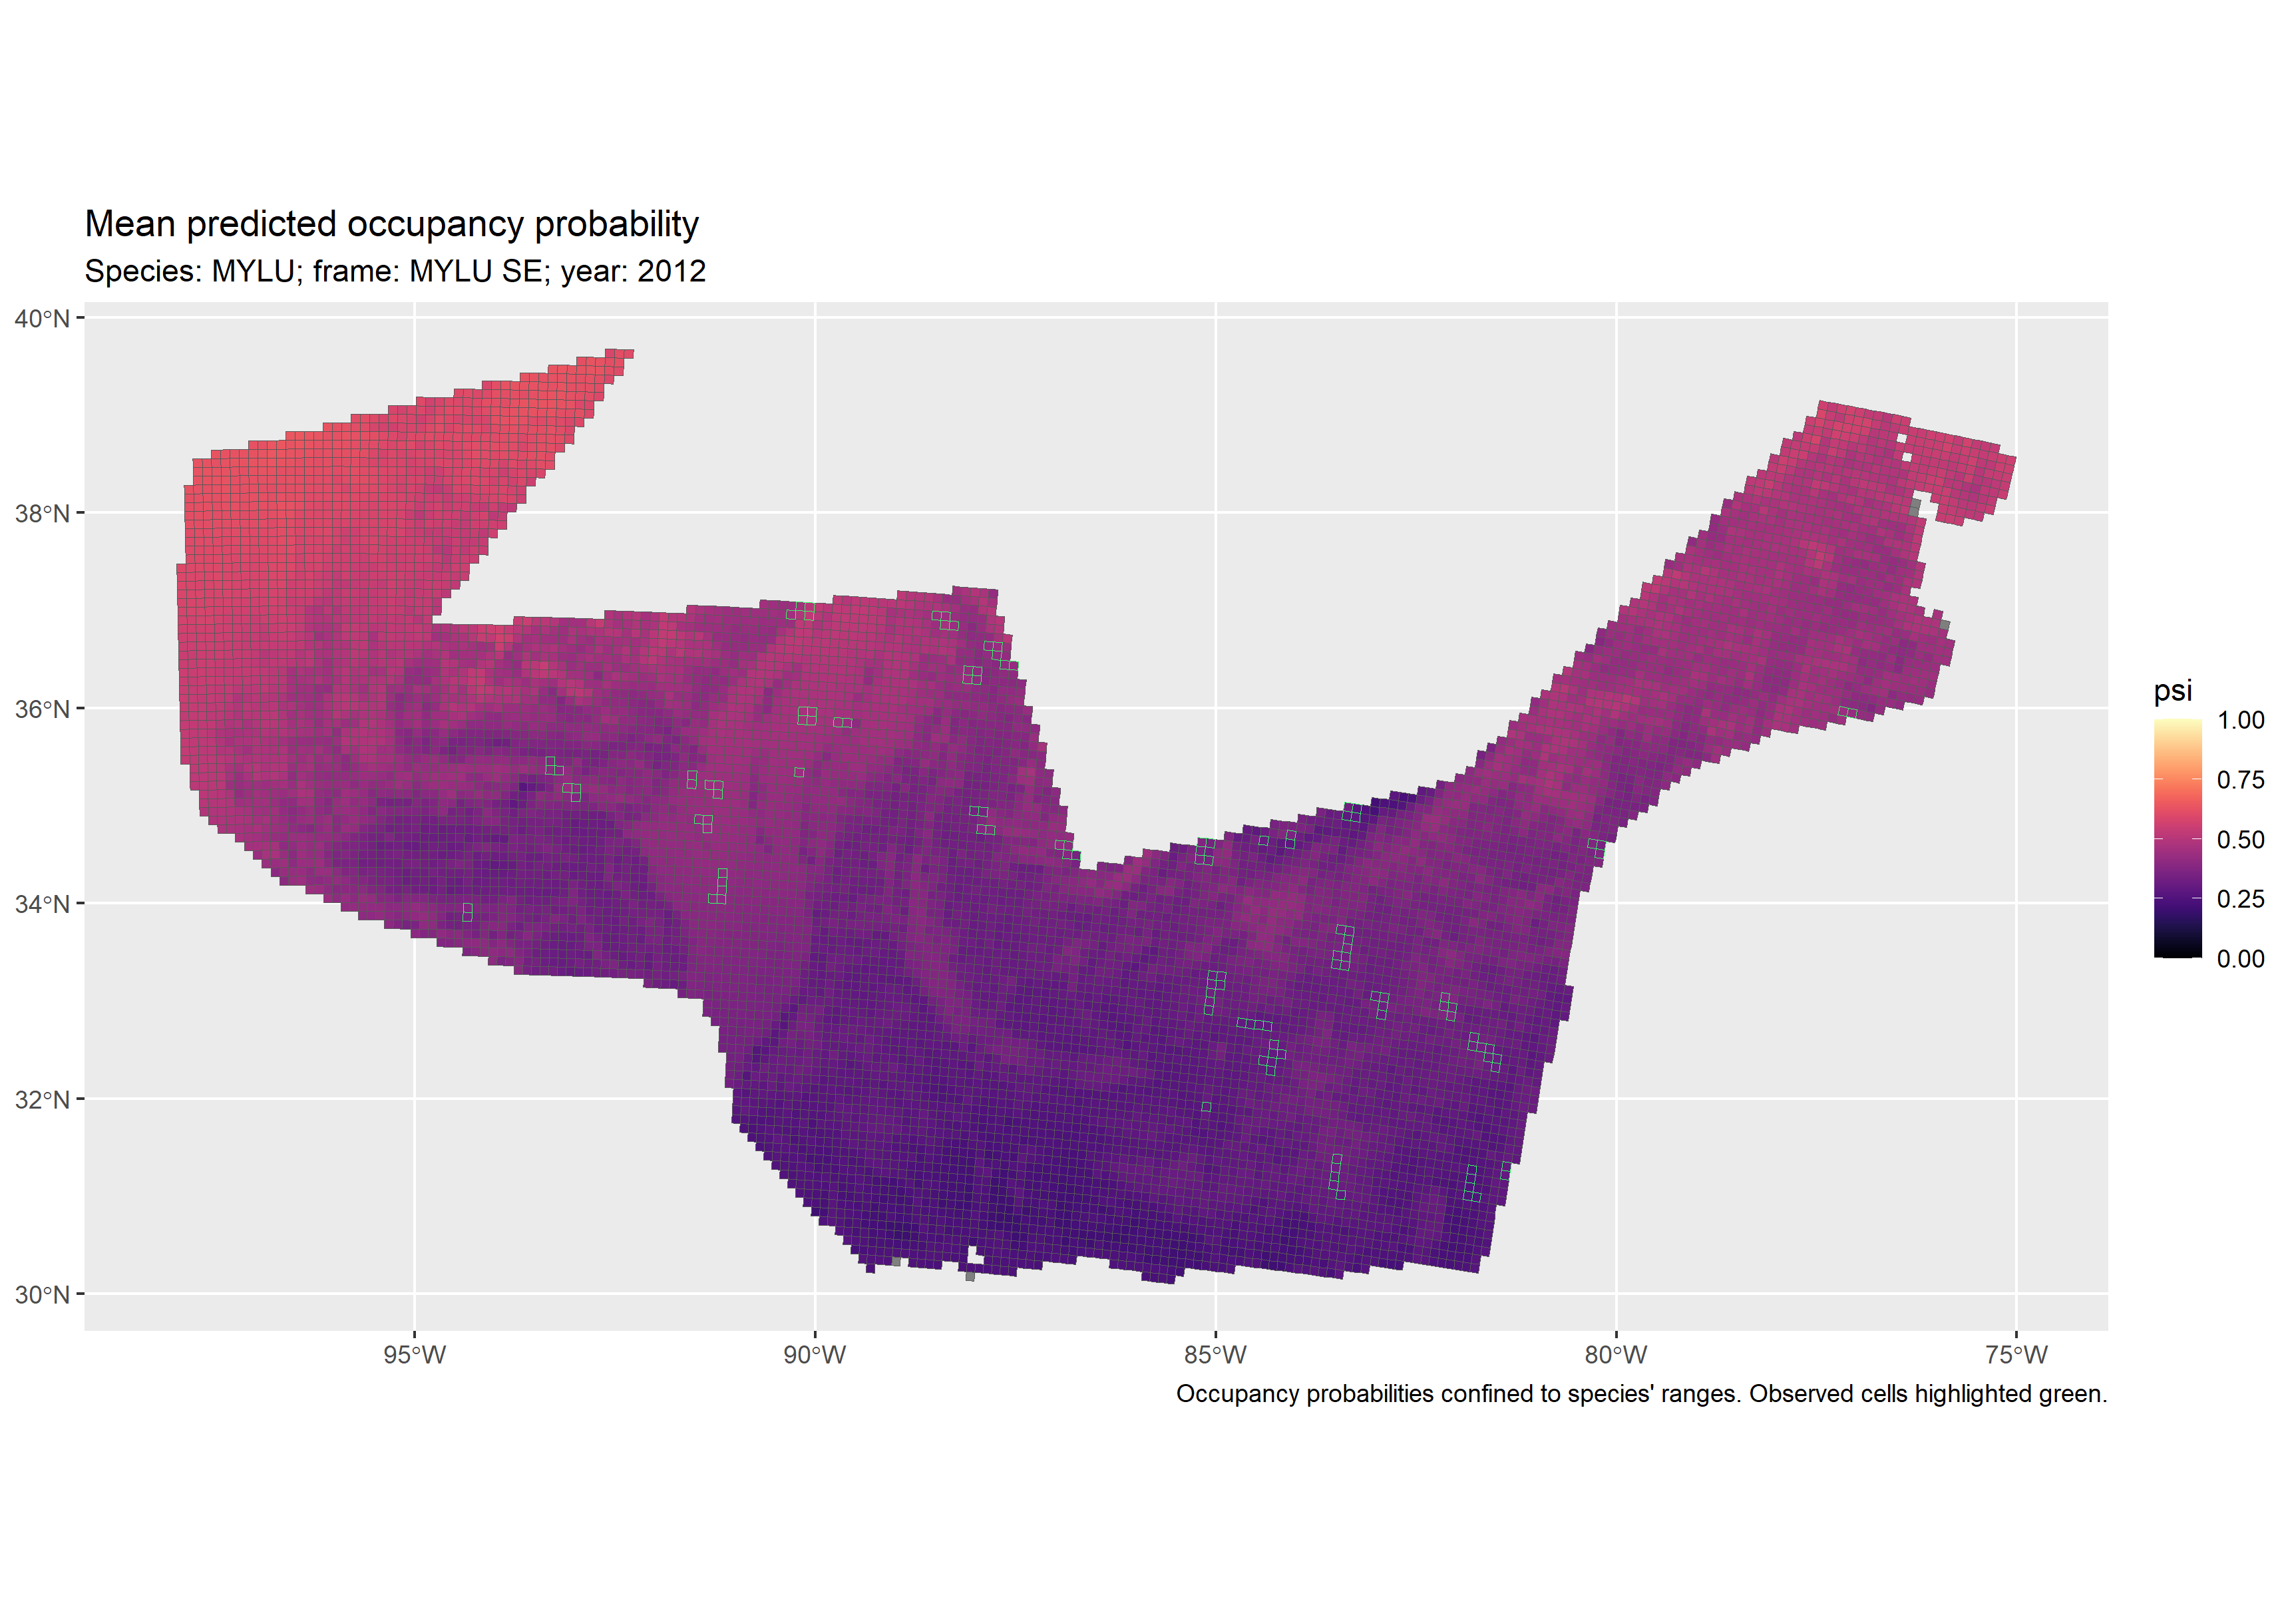 Mean predicted occupancy probability
Species: MYLU; frame: MYLU SE; year: 2012
40°N
38°N
36°N
34°N
32°N
30°N
95°W
90°W
85°W
80°W
75°W
psi
1.00
0.75
0.50
0.25
0.00
Occupancy probabilities confined to species' ranges. Observed cells highlighted green.